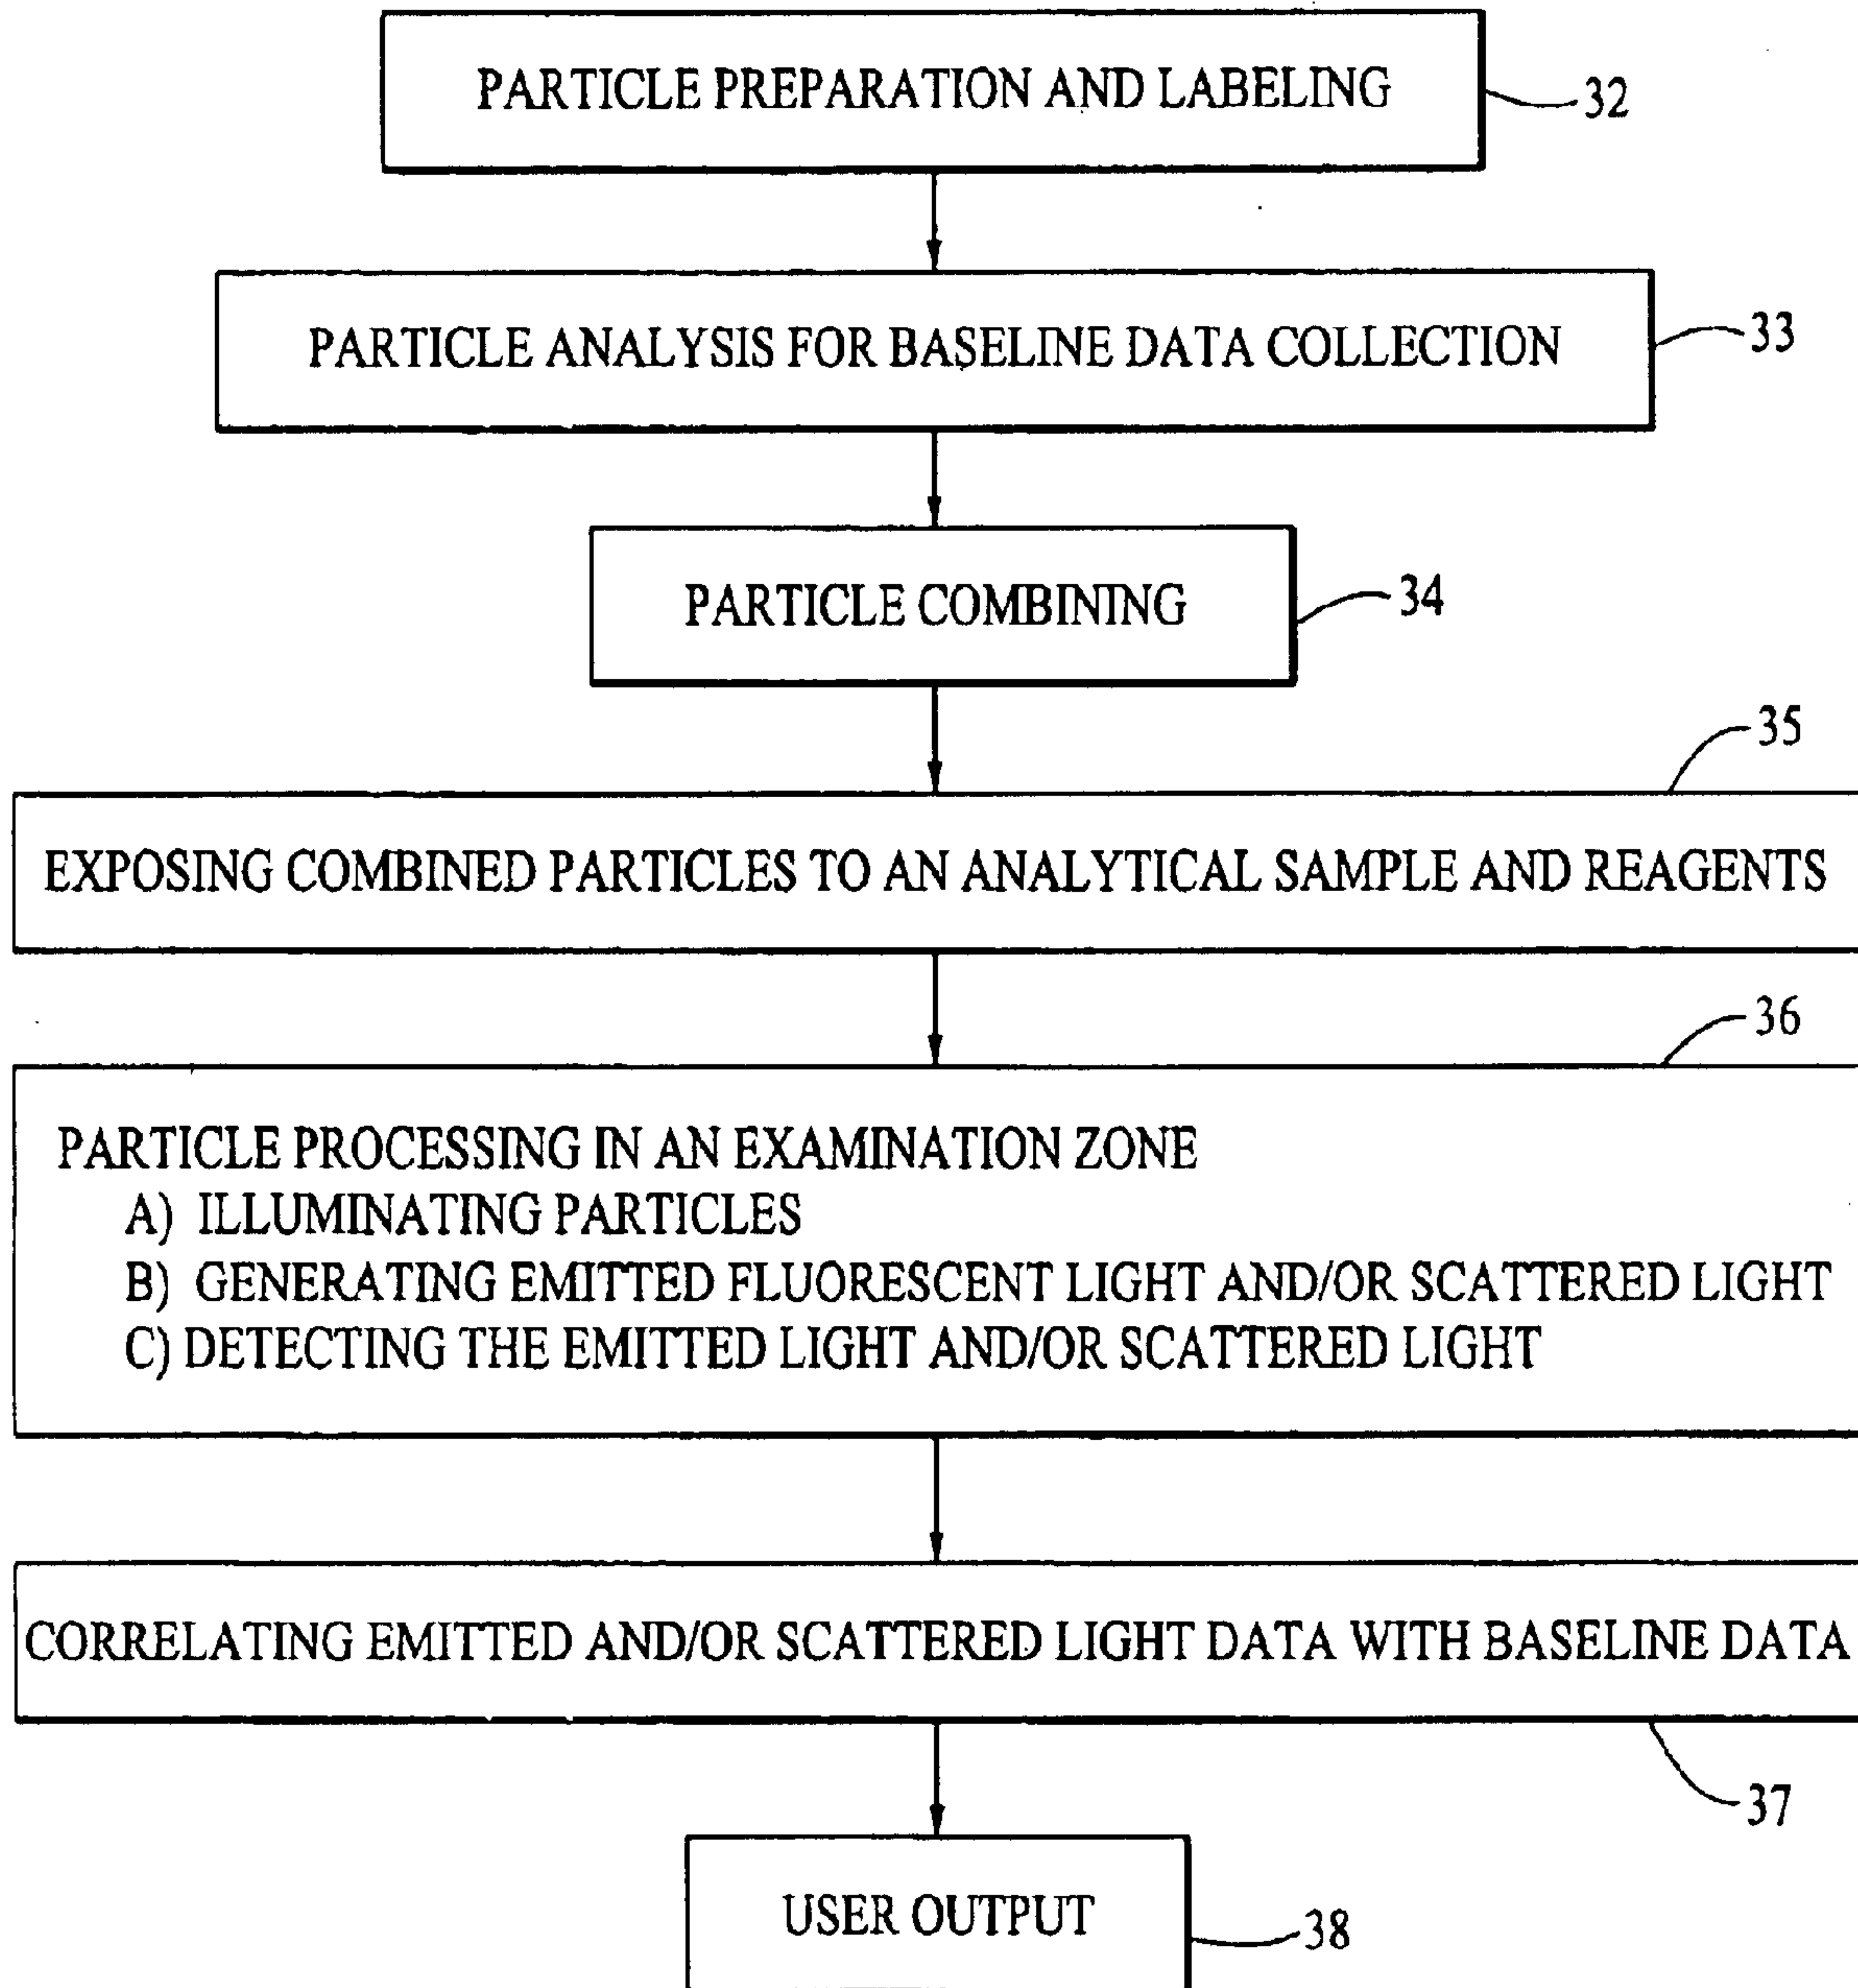 PARTICLE PREPARATION AND LABELING
32
PARTICLE ANALYSIS FOR BASELINE DATA COLLECTION
33
PARTICLE COMBINING
34
35
EXPOSING COMBINED PARTICLES TO AN ANALYTICAL SAMPLE AND REAGENTS
36
PARTICLE PROCESSING IN AN EXAMINATION ZONE
A) ILLUMINATING PARTICLES
B) GENERATING EMITTED FLUORESCENT LIGHT AND/OR SCATTERED LIGHT
C) DETECTING THE EMITTED LIGHT AND/OR SCATTERED LIGHT
CORRELATING EMITTED AND/OR SCATTERED LIGHT DATA WITH BASELINE DATA
37
USER OUTPUT
38